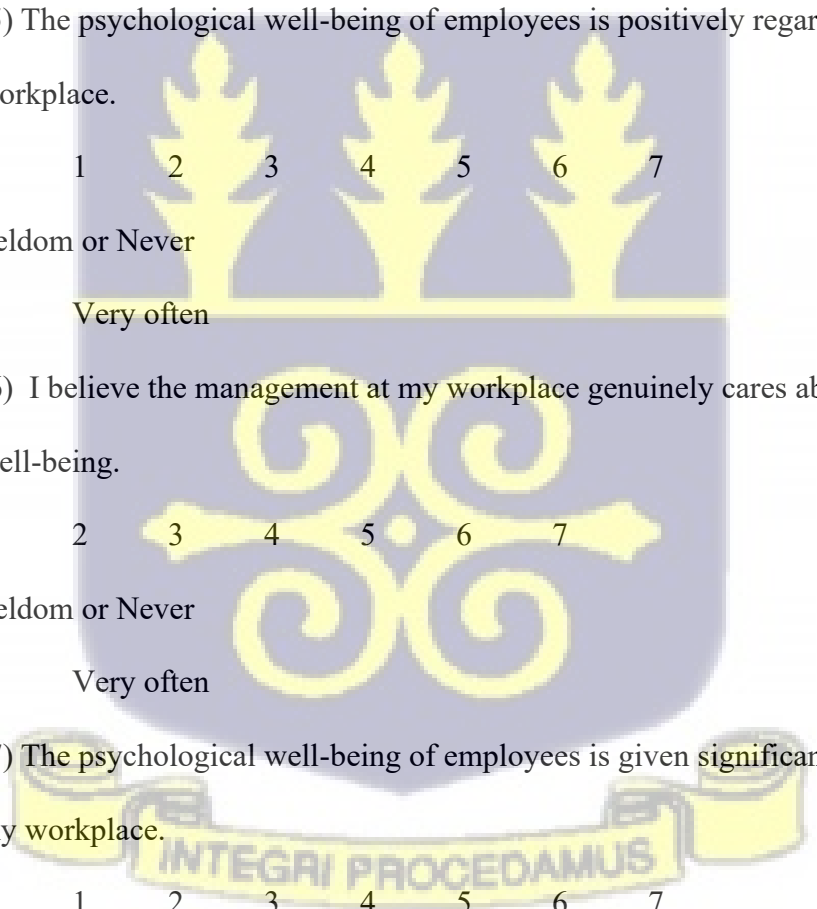 ) The psychological well-being of employees is positively regar
orkplace.
1 2 3 4 5 6 7
eldom or Never
Very often
) I believe the management at my workplace genuinely cares ab
ell-being.
2 3 4 5 6 7
eldom or Never
Very often
) The psychological well-being of employees is given significan
y workplace.
INTEGRI PROCEDAMUS
1 2 3 4 5 6 7